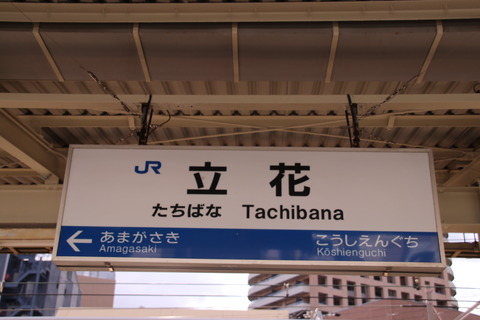 JR 立花
たちばな Tachibana
あまがさき こうしえんぐち
Amagasaki Kōshienguchi